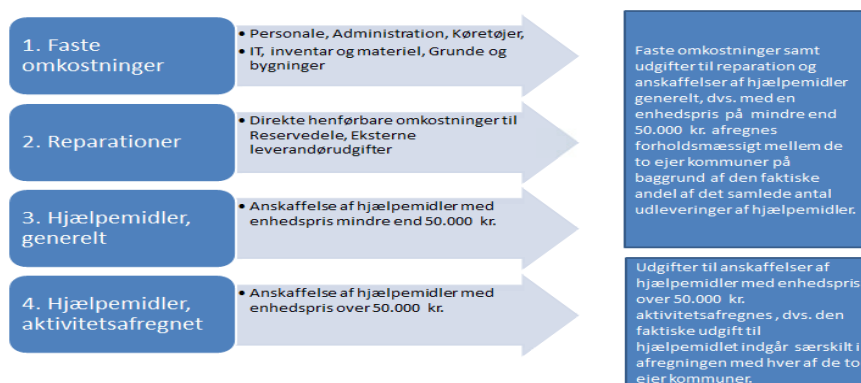 1. Faste
omkostninger
• Personale, Administration, Køretøjer,
• IT, inventar og materiel, Grunde og
bygninger
2. Reparationer
• Direkte henførbare omkostninger til
Reservedele, Eksterne
leverandørudgifter
3. Hjælpemidler,
generelt
• Anskaffelse af hjælpemidler med
enhedspris mindre end 50.000 kr.
4. Hjælpemidler,
aktivitetsafregnet
• Anskaffelse af hjælpemidler med
enhedspris over 50.000 kr.
Faste omkostninger samt
udgifter til reparation og
anskaffelser af hjælpemidler
generelt, dvs. med en
enhedspris på mindre end
50.000 kr. afregnes
forholdsmæssigt mellem de
to ejer kommuner på
baggrund af den faktiske
andel af det samlede antal
udleveringer af hjælpemidler.
Udgifter til anskaffelser af
hjælpemidler med enhedspris
over 50.000 kr.
aktivitetsafregnes, dvs. den
faktiske udgift til
hjælpemidlet indgår særskilt i
afregningen med hver af de to
ejer kommuner.